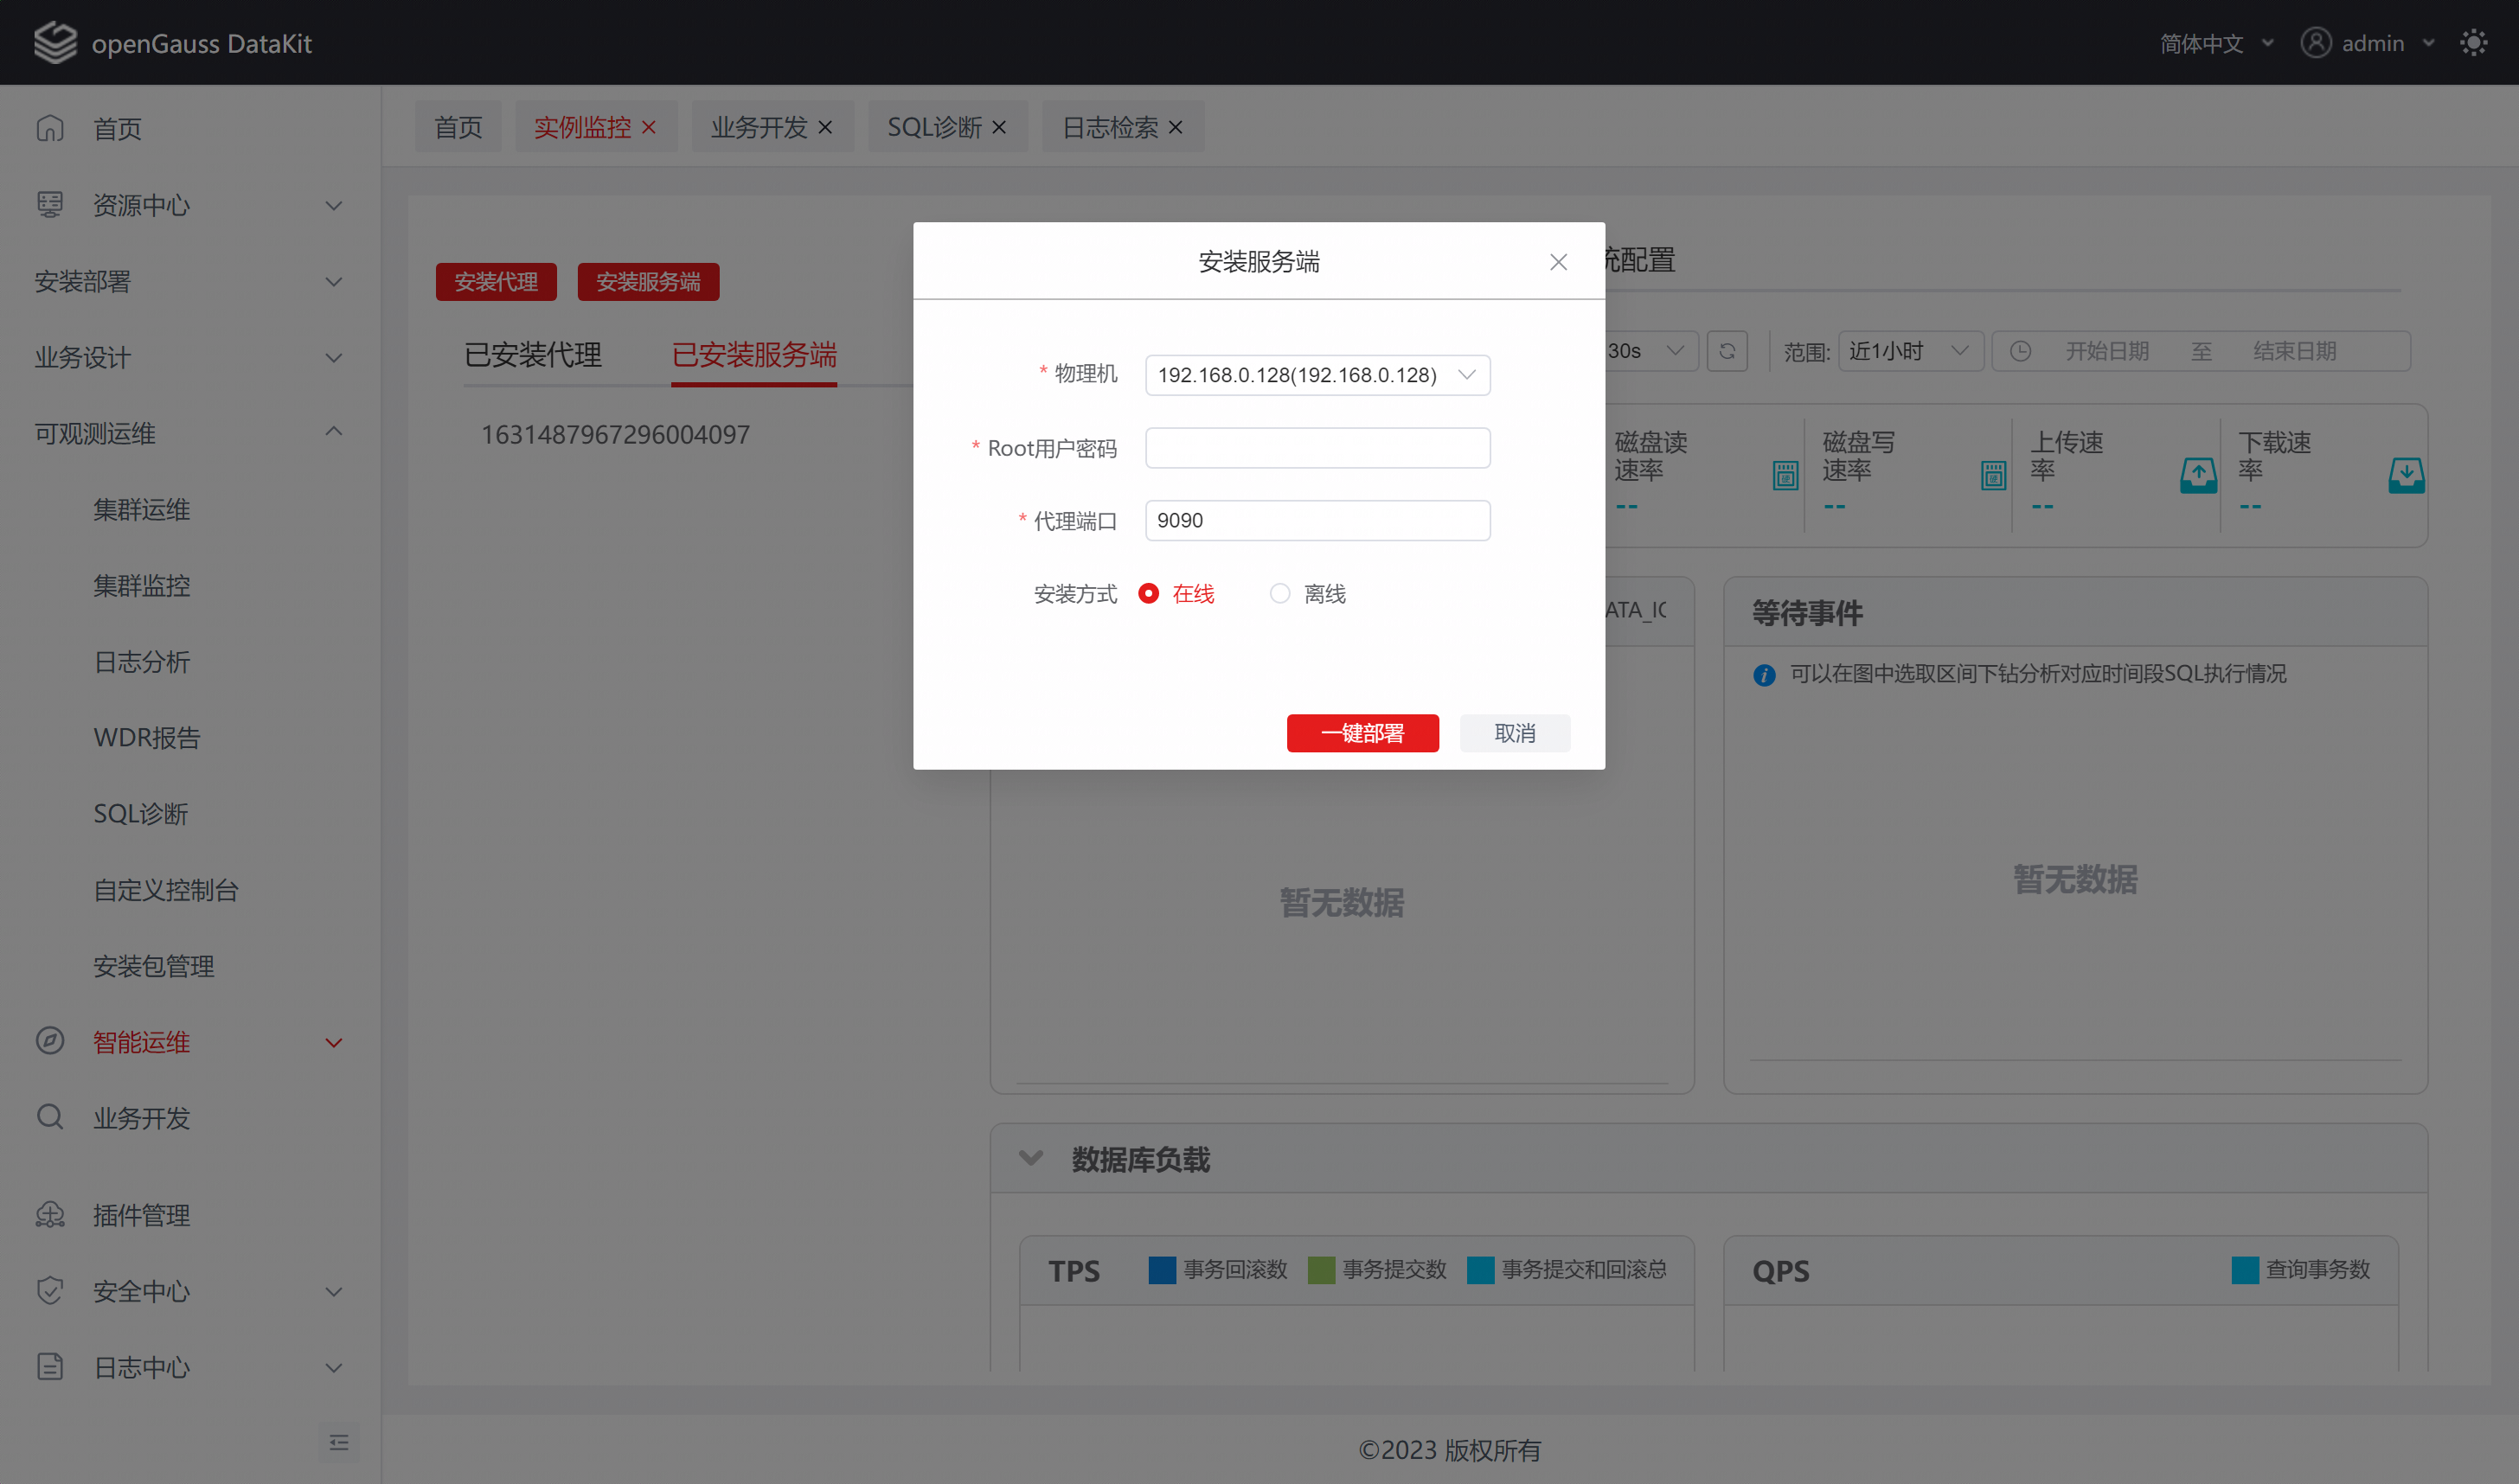 openGauss DataKit
简体中文
admin
首页
实例监控
业务开发
SQL诊断
日志检索
首页
资源中心
安装部署
业务设计
可观测运维
集群运维
集群监控
日志分析
WDR报告
SQL诊断
自定义控制台
安装包管理
智能运维
业务开发
插件管理
安全中心
日志中心
安装代理
安装服务端
已安装代理
已安装服务端
1631487967296004097
安装服务端
* 物理机
192.168.0.128(192.168.0.128)
* Root用户密码
* 代理端口
9090
安装方式
在线
离线
一键部署
取消
统配置
30s
范围:
近1小时
开始日期
至
结束日期
磁盘读
速率
--
磁盘写
速率
--
上传速
率
--
下载速
率
--
ATA_IO
等待事件
可以在图中选取区间下钻分析对应时间段SQL执行情况
暂无数据
暂无数据
数据库负载
TPS
事务回滚数
事务提交数
事务提交和回滚总
QPS
查询事务数
©2023 版权所有